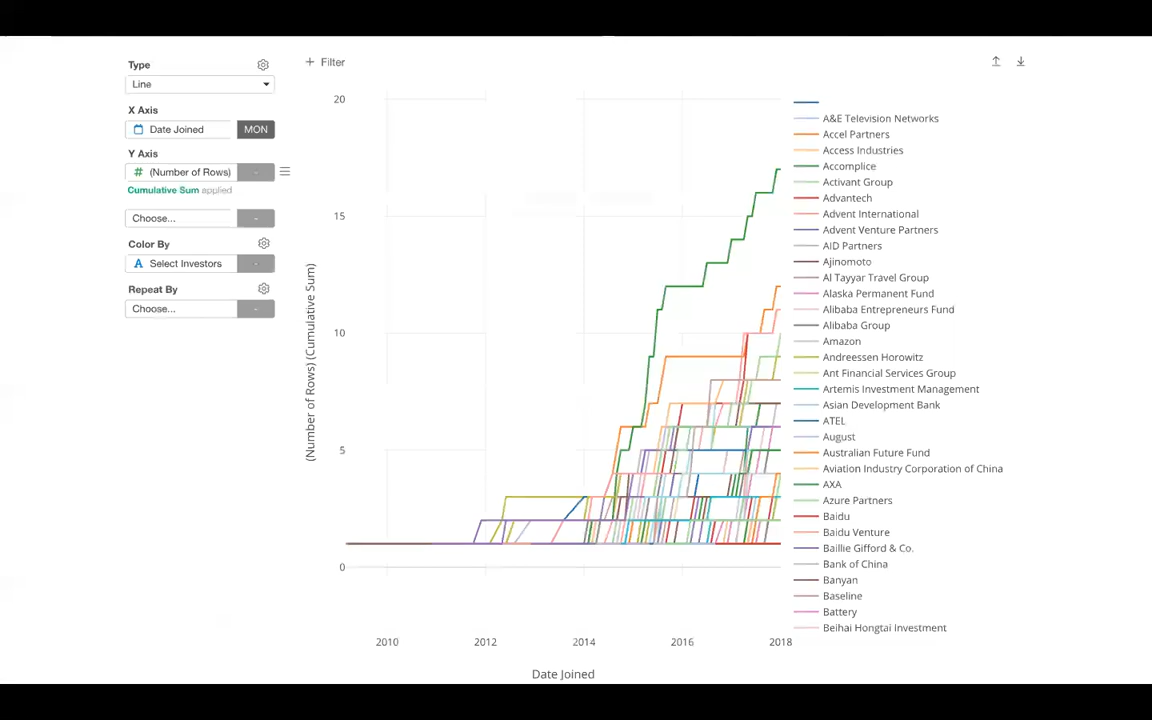 Type
Line
X Axis
Date Joined MON
Y Axis
# (Number of Rows) -
Cumulative Sum applied
Choose... -
Color By
A Select Investors -
Repeat By
Choose... -
+ Filter
(Number of Rows) (Cumulative Sum)
20
15
10
5
0
2010 2012 2014 2016 2018
Date Joined
A&E Television Networks
Accel Partners
Access Industries
Accomplice
Activant Group
Advantech
Advent International
Advent Venture Partners
AID Partners
Ajinomoto
Al Tayyar Travel Group
Alaska Permanent Fund
Alibaba Entrepreneurs Fund
Alibaba Group
Amazon
Andreessen Horowitz
Ant Financial Services Group
Artemis Investment Management
Asian Development Bank
ATEL
August
Australian Future Fund
Aviation Industry Corporation of China
AXA
Azure Partners
Baidu
Baidu Venture
Baillie Gifford & Co.
Bank of China
Banyan
Baseline
Battery
Beihai Hongtai Investment